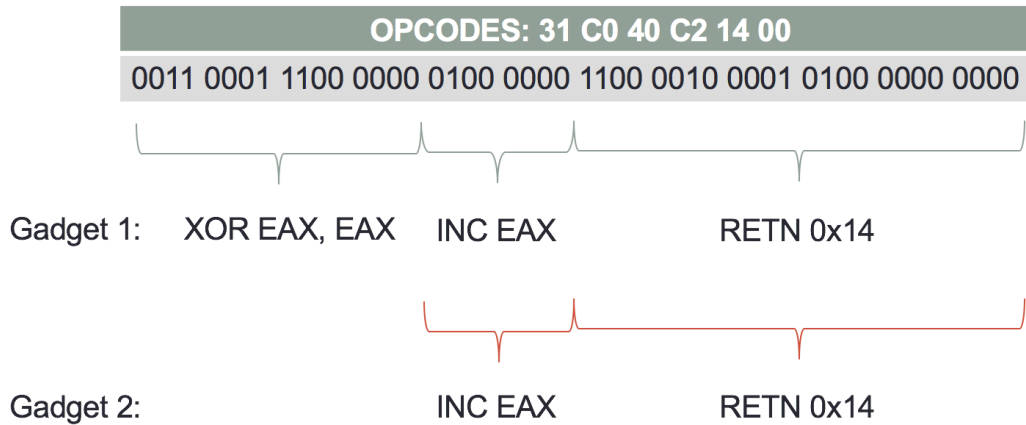 OPCODES: 31 C0 40 C2 14 00
0011 0001 1100 0000 0100 0000 1100 0010 0001 0100 0000 0000
Gadget 1: XOR EAX, EAX INC EAX RETN 0x14
Gadget 2: INC EAX RETN 0x14